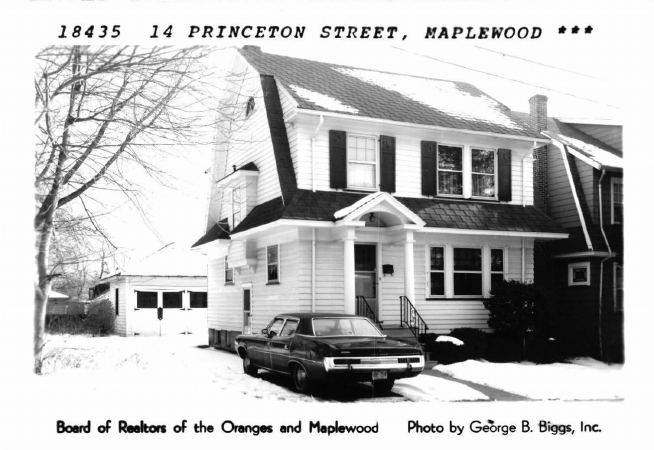 18435 14 PRINCETON STREET, MAPLEWOOD ***
Board of Realtors of the Oranges and Maplewood Photo by George B. Biggs, Inc.